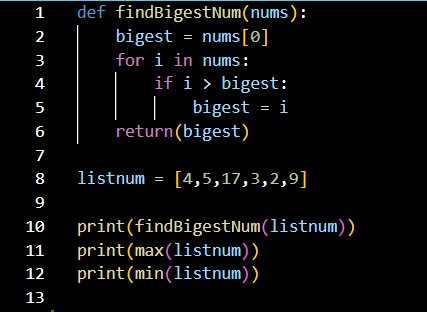 1 def findBigestNum(nums):
2 bigest = nums[0]
3 for i in nums:
4 if i > bigest:
5 bigest = i
6 return(bigest)
7
8 listnum = [4,5,17,3,2,9]
9
10 print(findBigestNum(listnum))
11 print(max(listnum))
12 print(min(listnum))
13